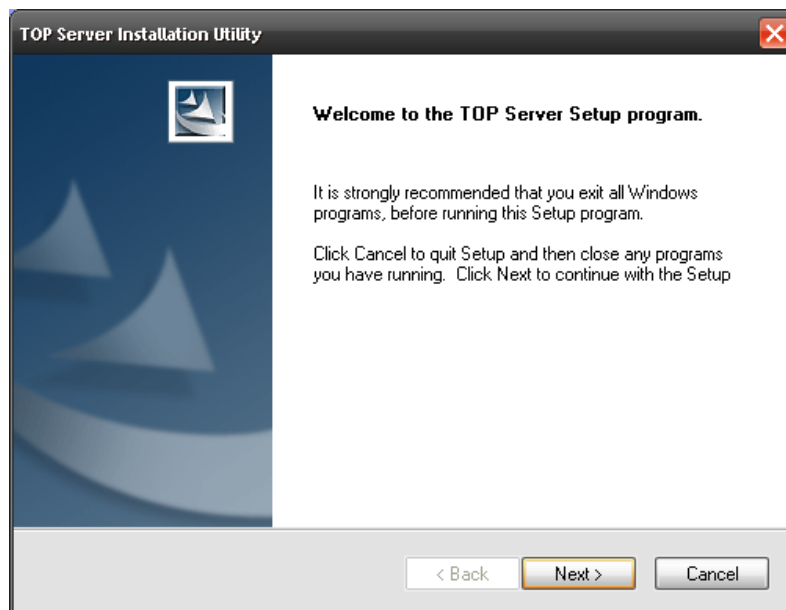 TOP Server Installation Utility
Welcome to the TOP Server Setup program.
It is strongly recommended that you exit all Windows
programs, before running this Setup program.
Click Cancel to quit Setup and then close any programs
you have running. Click Next to continue with the Setup
< Back Next > Cancel